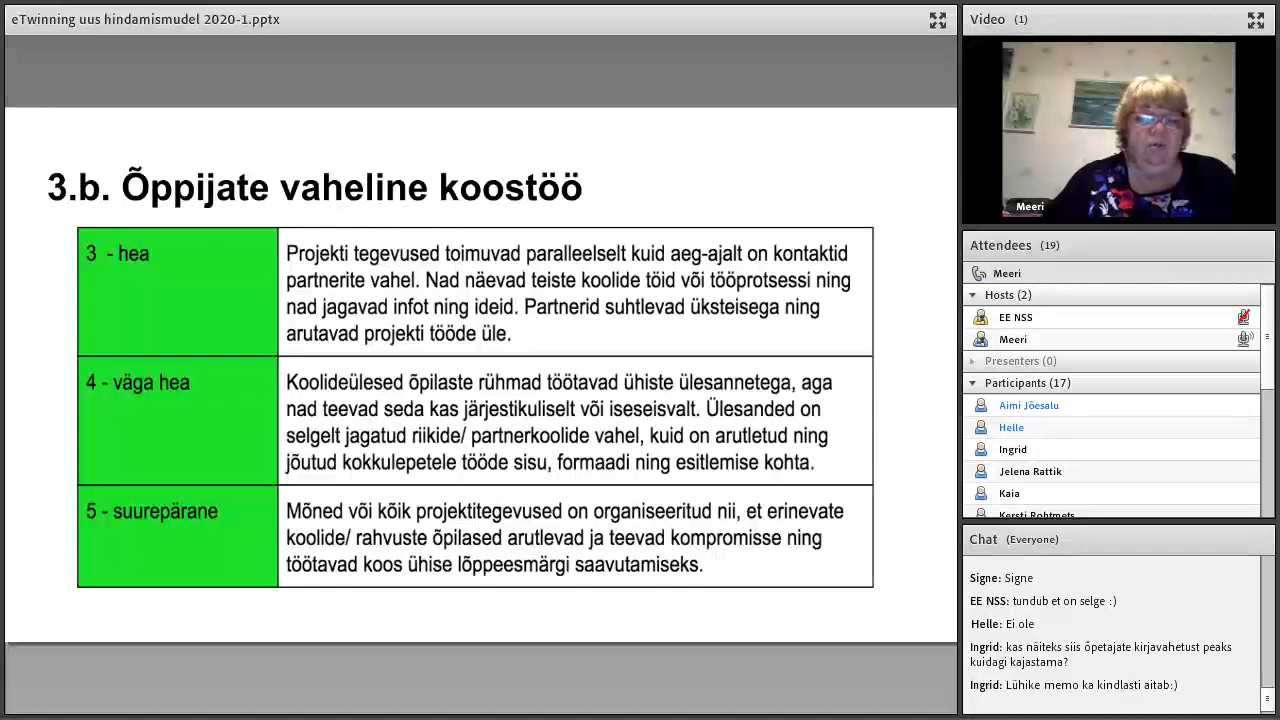 eTwinning uus hindamismudel 2020-1.pptx
3.b. Õppijate vaheline koostöö
3 - hea
Projekti tegevused toimuvad paralleelselt kuid aeg-ajalt on kontaktid
partnerite vahel. Nad näevad teiste koolide töid või tööprotsessi ning
nad jagavad infot ning ideid. Partnerid suhtlevad üksteisega ning
arutavad projekti tööde üle.
4 - väga hea
Koolideülesed õpilaste rühmad töötavad ühiste ülesannetega, aga
nad teevad seda kas järjestikuliselt või iseseisvalt. Ülesanded on
selgelt jagatud riikide/ partnerkoolide vahel, kuid on arutletud ning
jõutud kokkulepetele tööde sisu, formaadi ning esitlemise kohta.
5 - suurepärane
Mõned või kõik projektitegevused on organiseeritud nii, et erinevate
koolide/ rahvuste õpilased arutlevad ja teevad kompromisse ning
töötavad koos ühise lõppeesmärgi saavutamiseks.
Video (1)
Meeri
Attendees (19)
Meeri
Hosts (2)
EE NSS
Meeri
Presenters (0)
Participants (17)
Aimi Jõesalu
Helle
Ingrid
Jelena Rattik
Kaia
Kersti Rohtmets
Chat (Everyone)
Signe: Signe
EE NSS: tundub et on selge :)
Helle: Ei ole
Ingrid: kas näiteks siis õpetajate kirjavahetust peaks
kuidagi kajastama?
Ingrid: Lühike memo ka kindlasti aitab:)